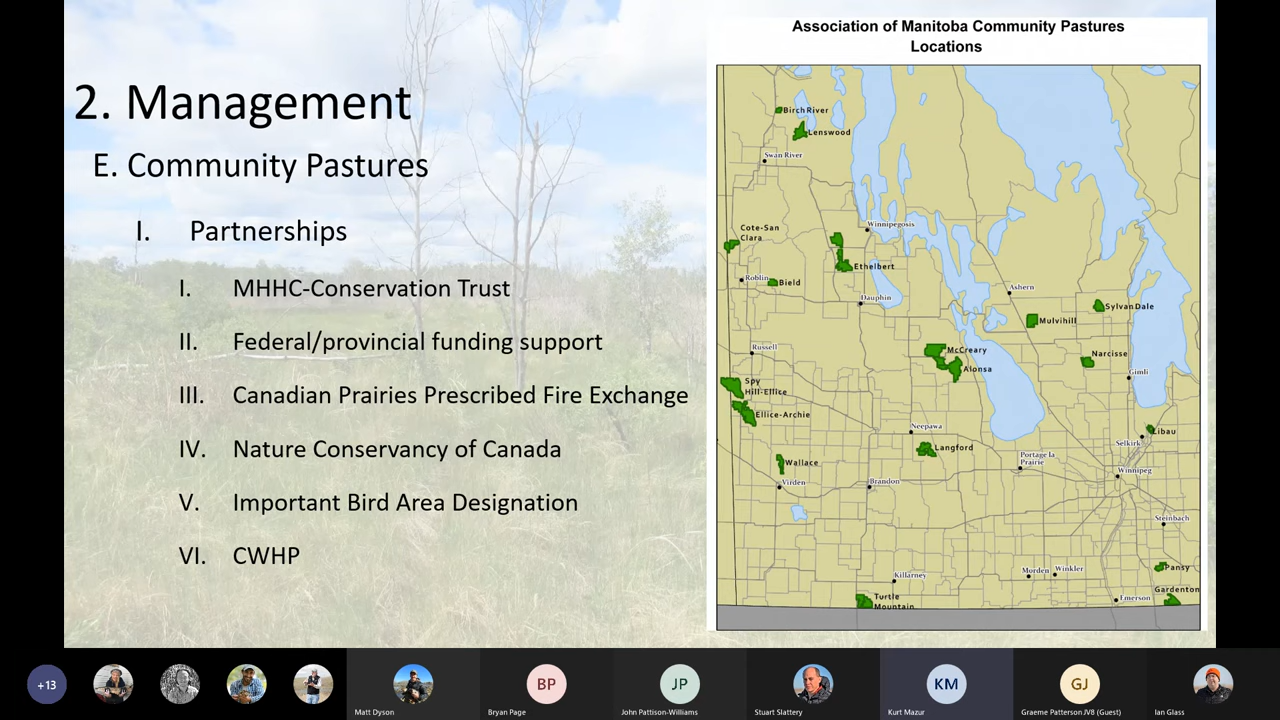 2. Management
E. Community Pastures
I. Partnerships
I. MHHC-Conservation Trust
II. Federal/provincial funding support
III. Canadian Prairies Prescribed Fire Exchange
IV. Nature Conservancy of Canada
V. Important Bird Area Designation
VI. CWHP
Association of Manitoba Community Pastures
Locations
Birch River
Lenswood
Swan River
Winnipegosis
Cote-San
Clara
Ethelbert
Roblin
Bield
Dauphin
Ashern
Sylvan Dale
Mulvihill
Russell
McCreary
Alonsa
Narcisse
Gimli
Spy
Hill-Ellice
Ellice-Archie
Neepawa
Libau
Selkirk
Langford
Portage la
Prairie
Wallace
Winnipeg
Virden
Brandon
Steinbach
Killarney
Morden
Winkler
Pansy
Gardenton
Turtle
Mountain
Emerson
+13
BP
JP
KM
GJ
Matt Dyson
Bryan Page
John Pattison-Williams
Stuart Slattery
Kurt Mazur
Graeme Patterson JV8 (Guest)
Ian Glass